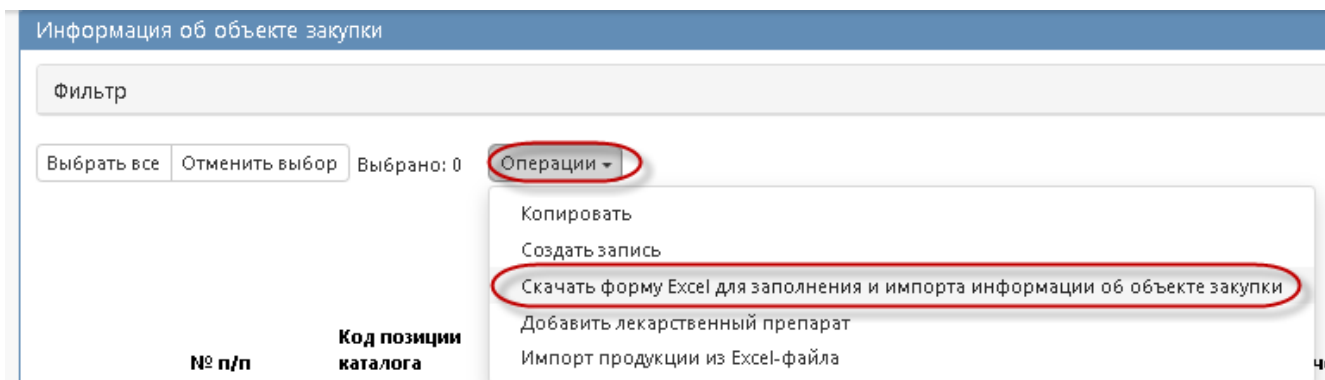 Информация об объекте закупки
Фильтр
Выбрать все Отменить выбор Выбрано: 0 Операции
Копировать
Создать запись
Скачать форму Excel для заполнения и импорта информации об объекте закупки
Добавить лекарственный препарат
Импорт продукции из Excel-файла
№ п/п
Код позиции
каталога